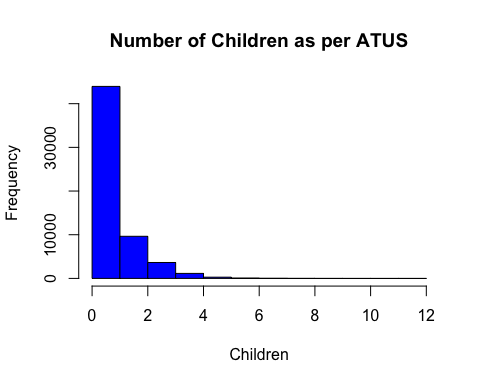 Number of Children as per ATUS
Frequency
30000
10000
0
0 2 4 6 8 10 12
Children